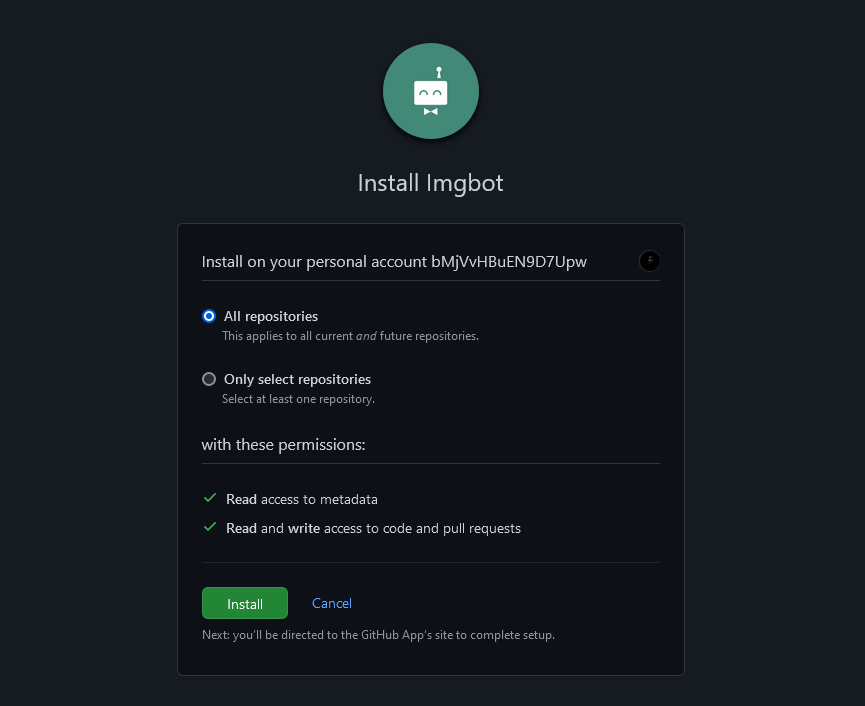 Install Imgbot
Install on your personal account bMjVvHBuEN9D7Upw
All repositories
This applies to all current and future repositories.
Only select repositories
Select at least one repository.
with these permissions:
Read access to metadata
Read and write access to code and pull requests
Install Cancel
Next: you'll be directed to the GitHub App's site to complete setup.